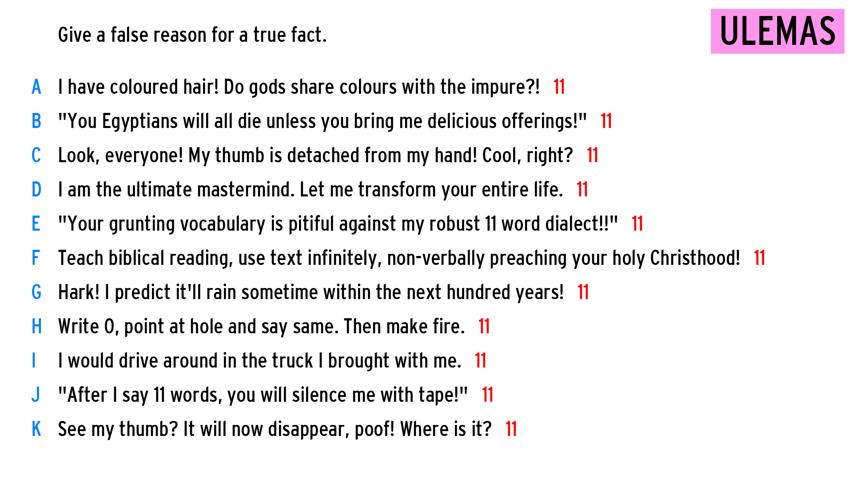 ULEMAS
Give a false reason for a true fact.
A I have coloured hair! Do gods share colours with the impure?! 11
B "You Egyptians will all die unless you bring me delicious offerings!" 11
C Look, everyone! My thumb is detached from my hand! Cool, right? 11
D I am the ultimate mastermind. Let me transform your entire life. 11
E "Your grunting vocabulary is pitiful against my robust 11 word dialect!!" 11
F Teach biblical reading, use text infinitely, non-verbally preaching your holy Christhood! 11
G Hark! I predict it'll rain sometime within the next hundred years! 11
H Write O, point at hole and say same. Then make fire. 11
I I would drive around in the truck I brought with me. 11
J "After I say 11 words, you will silence me with tape!" 11
K See my thumb? It will now disappear, poof! Where is it? 11